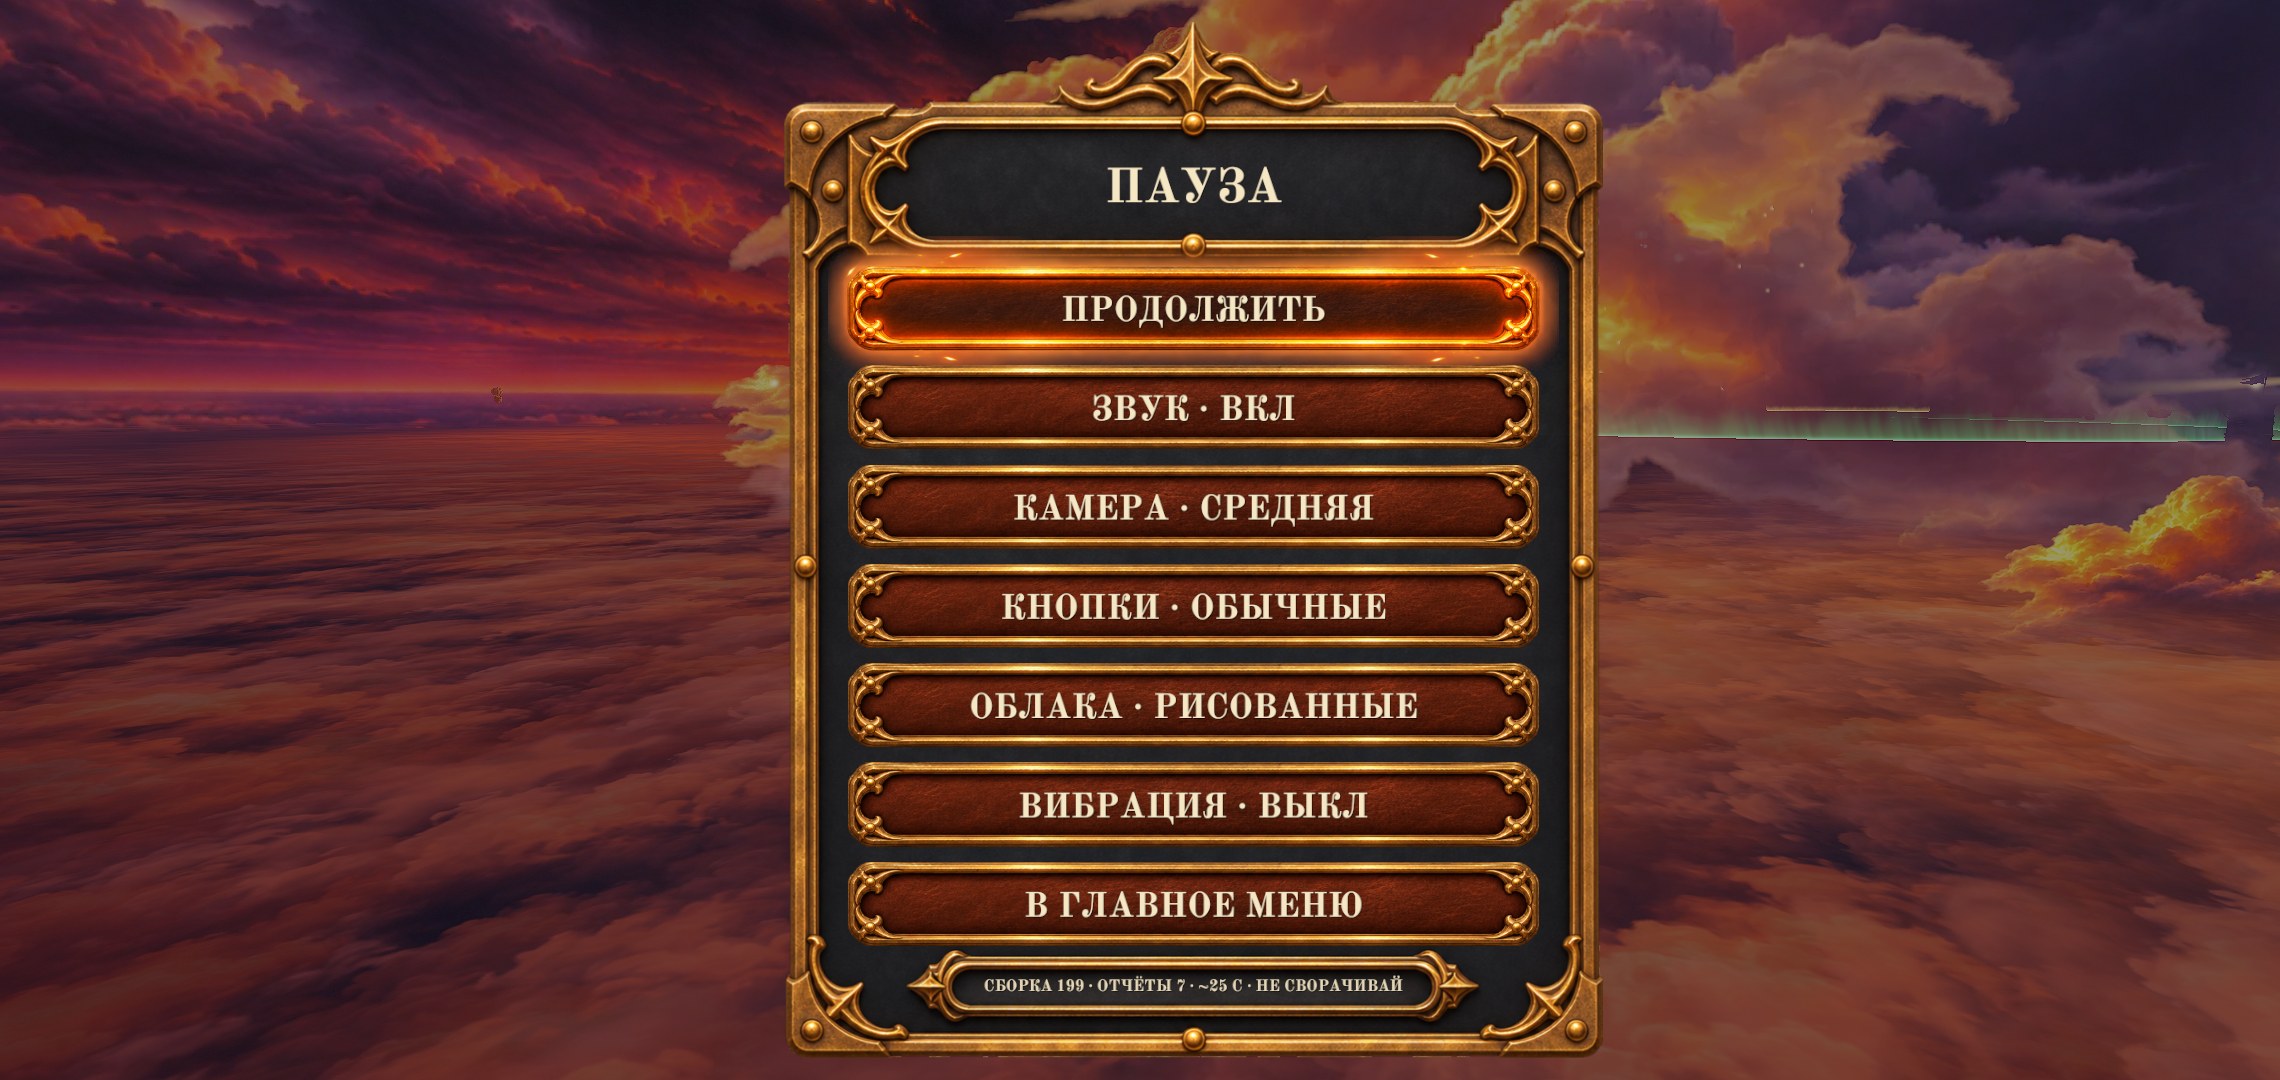 ПАУЗА
ПРОДОЛЖИТЬ
ЗВУК · ВКЛ
КАМЕРА · СРЕДНЯЯ
КНОПКИ · ОБЫЧНЫЕ
ОБЛАКА · РИСОВАННЫЕ
ВИБРАЦИЯ · ВЫКЛ
В ГЛАВНОЕ МЕНЮ
СБОРКА 199 · ОТЧЁТЫ 7 · ~25 С · НЕ СВОРАЧИВАЙ